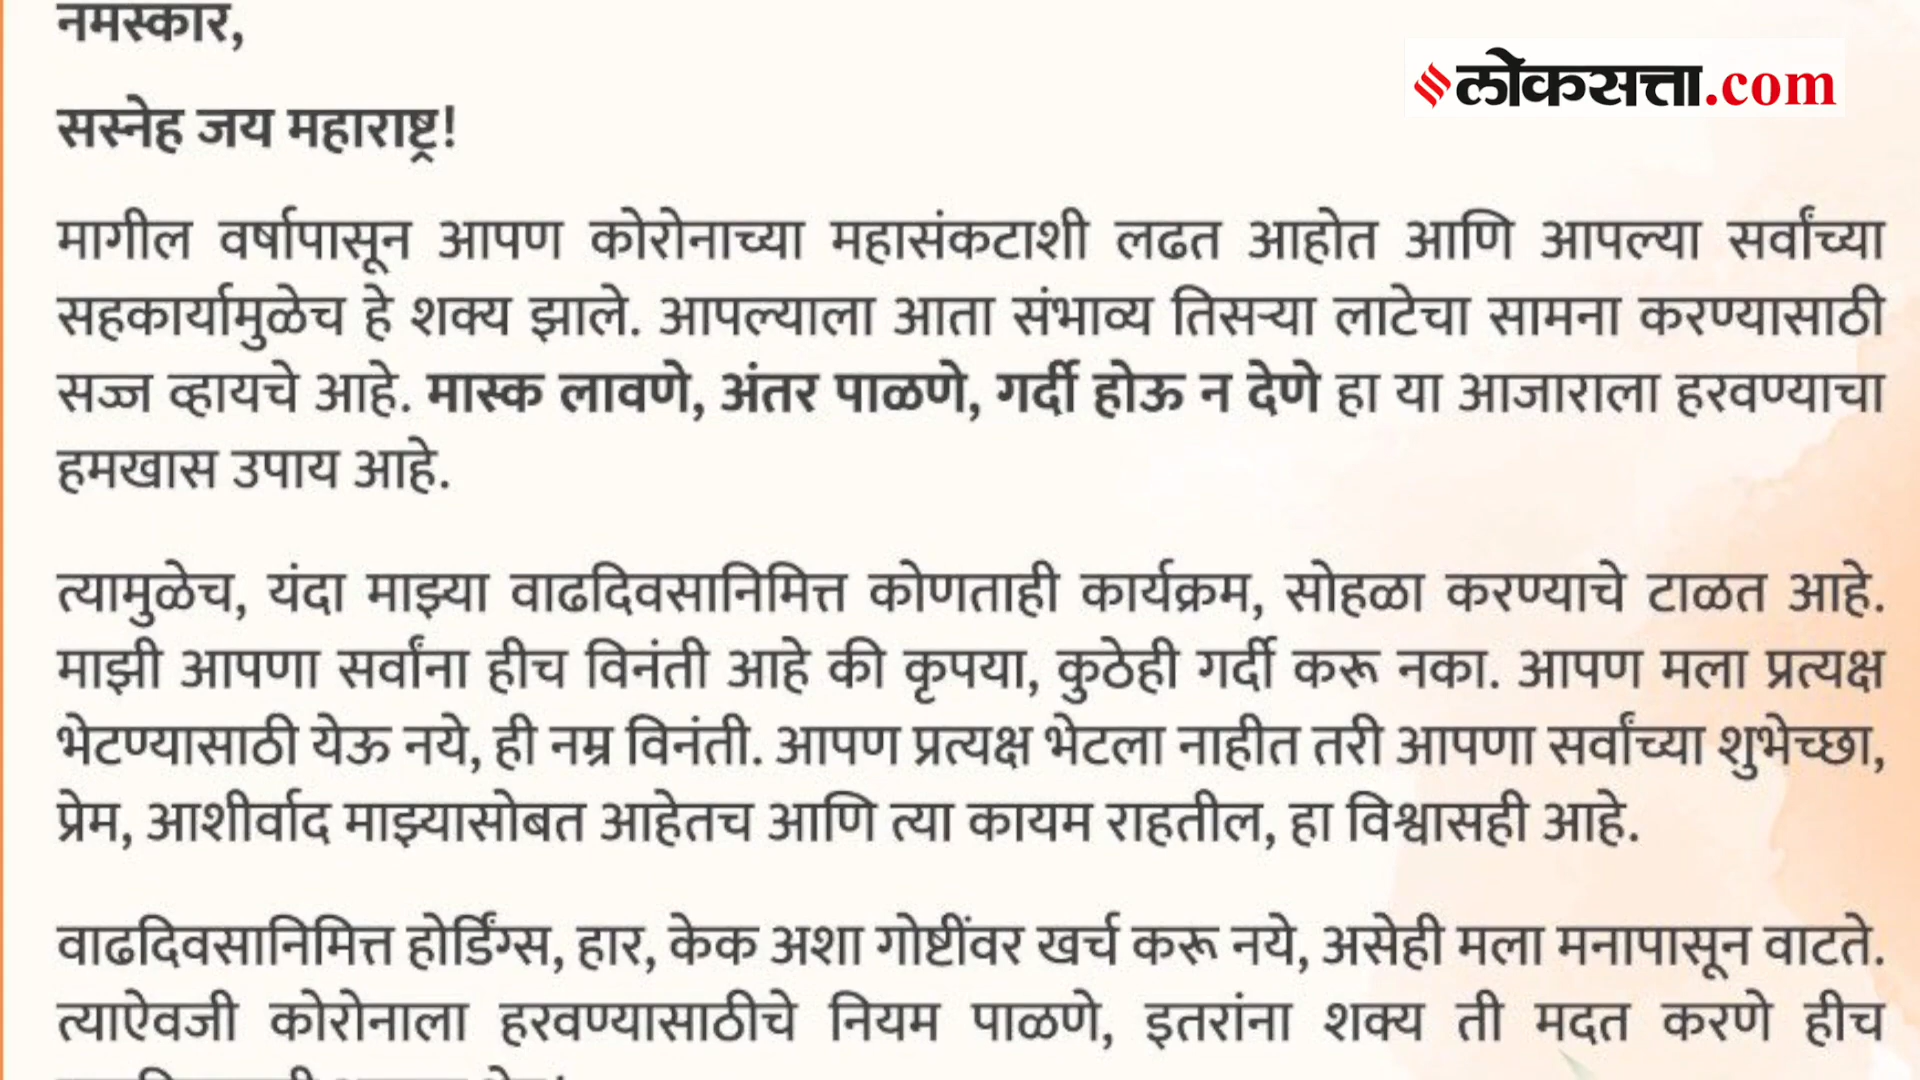 नमस्कार,
लोकसत्ता.com
सस्नेह जय महाराष्ट्र!
मागील वर्षापासून आपण कोरोनाच्या महासंकटाशी लढत आहोत आणि आपल्या सर्वांच्या
सहकार्यामुळेच हे शक्य झाले. आपल्याला आता संभाव्य तिसऱ्या लाटेचा सामना करण्यासाठी
सज्ज व्हायचे आहे. मास्क लावणे, अंतर पाळणे, गर्दी होऊ न देणे हा या आजाराला हरवण्याचा
हमखास उपाय आहे.
त्यामुळेच, यंदा माझ्या वाढदिवसानिमित्त कोणताही कार्यक्रम, सोहळा करण्याचे टाळत आहे.
माझी आपणा सर्वांना हीच विनंती आहे की कृपया, कुठेही गर्दी करू नका. आपण मला प्रत्यक्ष
भेटण्यासाठी येऊ नये, ही नम्र विनंती. आपण प्रत्यक्ष भेटला नाहीत तरी आपणा सर्वांच्या शुभेच्छा,
प्रेम, आशीर्वाद माझ्यासोबत आहेतच आणि त्या कायम राहतील, हा विश्वासही आहे.
वाढदिवसानिमित्त होर्डिंग्स, हार, केक अशा गोष्टींवर खर्च करू नये, असेही मला मनापासून वाटते.
त्याऐवजी कोरोनाला हरवण्यासाठीचे नियम पाळणे, इतरांना शक्य ती मदत करणे हीच